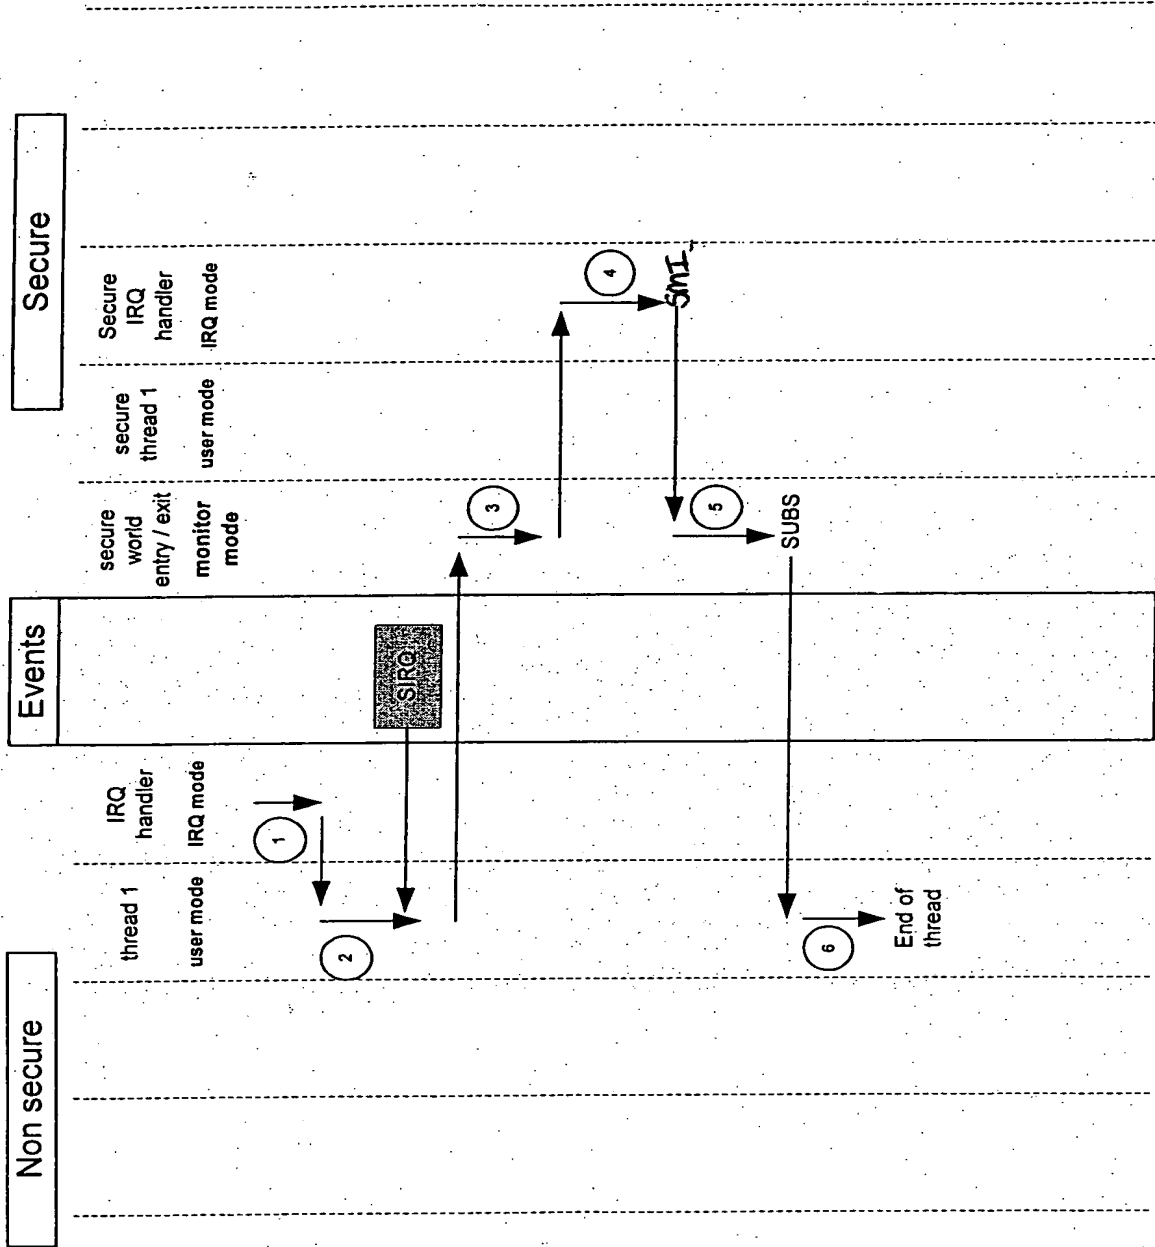 Non secure
Events
Secure
thread 1
user mode
IRQ
handler
IRQ mode
secure
world
entry / exit
monitor
mode
secure
thread 1
user mode
Secure
IRQ
handler
IRQ mode
1
2
SIRQ
3
4
SMI
5
SUBS
6
End of
thread